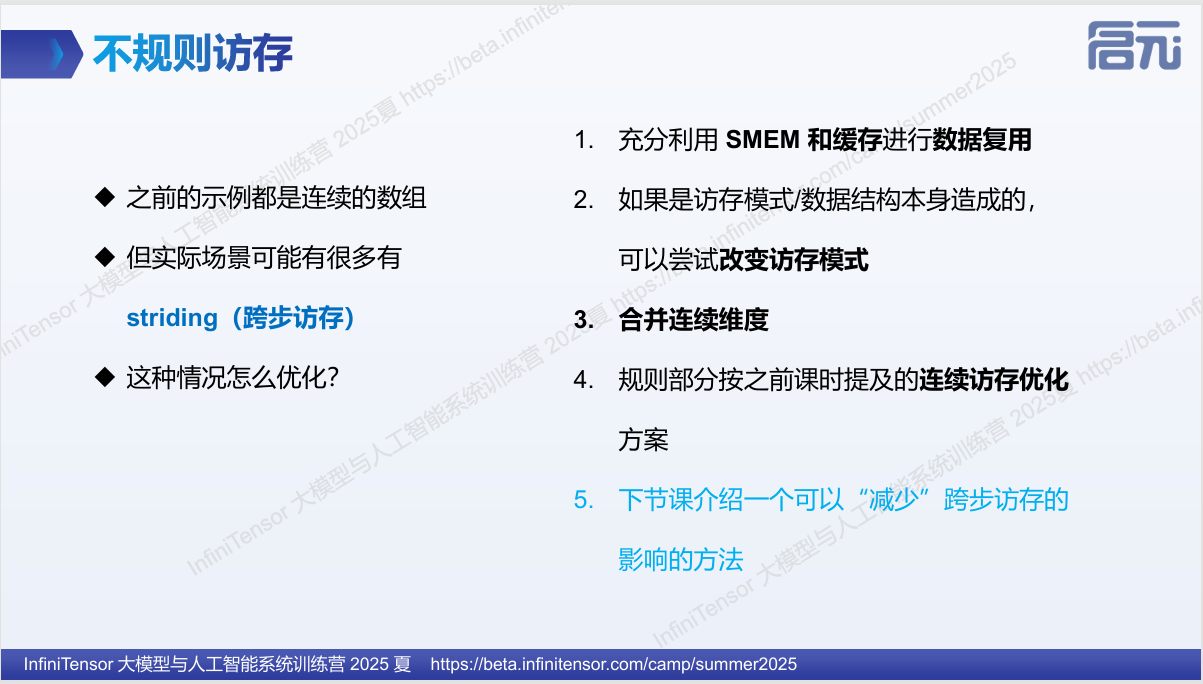 不规则访存
启元
◆ 之前的示例都是连续的数组
◆ 但实际场景可能有很多有
striding（跨步访存）
◆ 这种情况怎么优化？
1. 充分利用 SMEM 和缓存进行数据复用
2. 如果是访存模式/数据结构本身造成的，
可以尝试改变访存模式
3. 合并连续维度
4. 规则部分按之前课时提及的连续访存优化
方案
5. 下节课介绍一个可以“减少”跨步访存的
影响的方法
InfiniTensor 大模型与人工智能系统训练营 2025夏 https://beta.infinitensor.com/camp/summer2025
InfiniTensor 大模型与人工智能系统训练营 2025 夏 https://beta.infinitensor.com/camp/summer2025